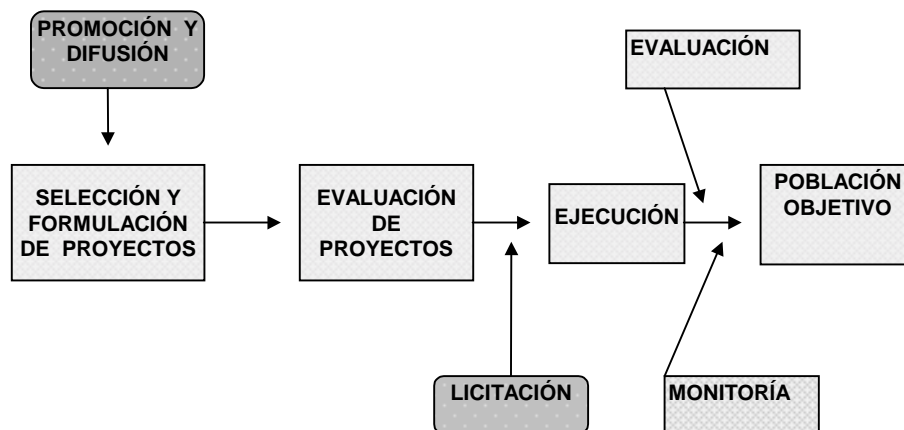 PROMOCIÓN Y
DIFUSIÓN
EVALUACIÓN
SELECCIÓN Y
FORMULACIÓN
DE PROYECTOS
EVALUACIÓN
DE
PROYECTOS
EJECUCIÓN
POBLACIÓN
OBJETIVO
LICITACIÓN
MONITORÍA